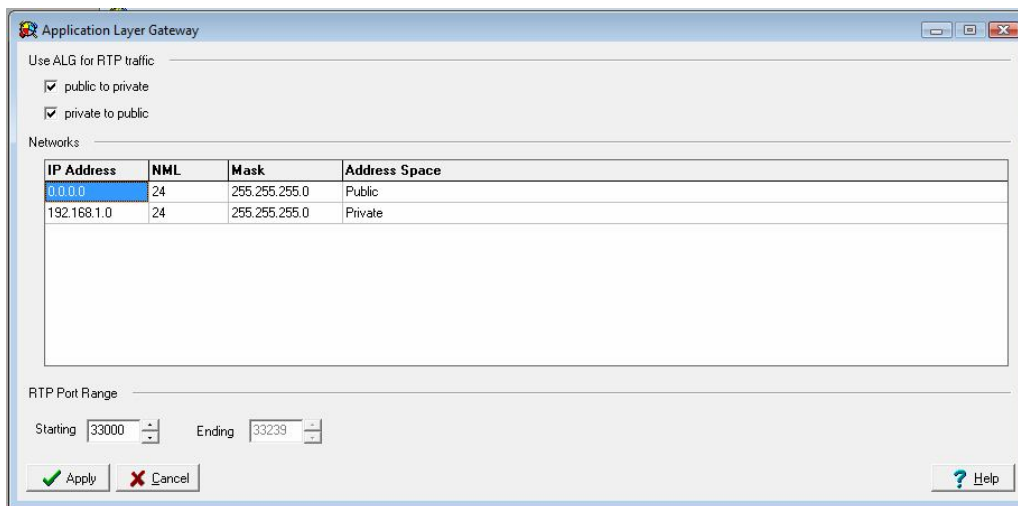 Application Layer Gateway
Use ALG for RTP traffic
public to private
private to public
Networks
IP Address NML Mask Address Space
0.0.0.0 24 255.255.255.0 Public
192.168.1.0 24 255.255.255.0 Private
RTP Port Range
Starting 33000 Ending 33239
Apply Cancel Help